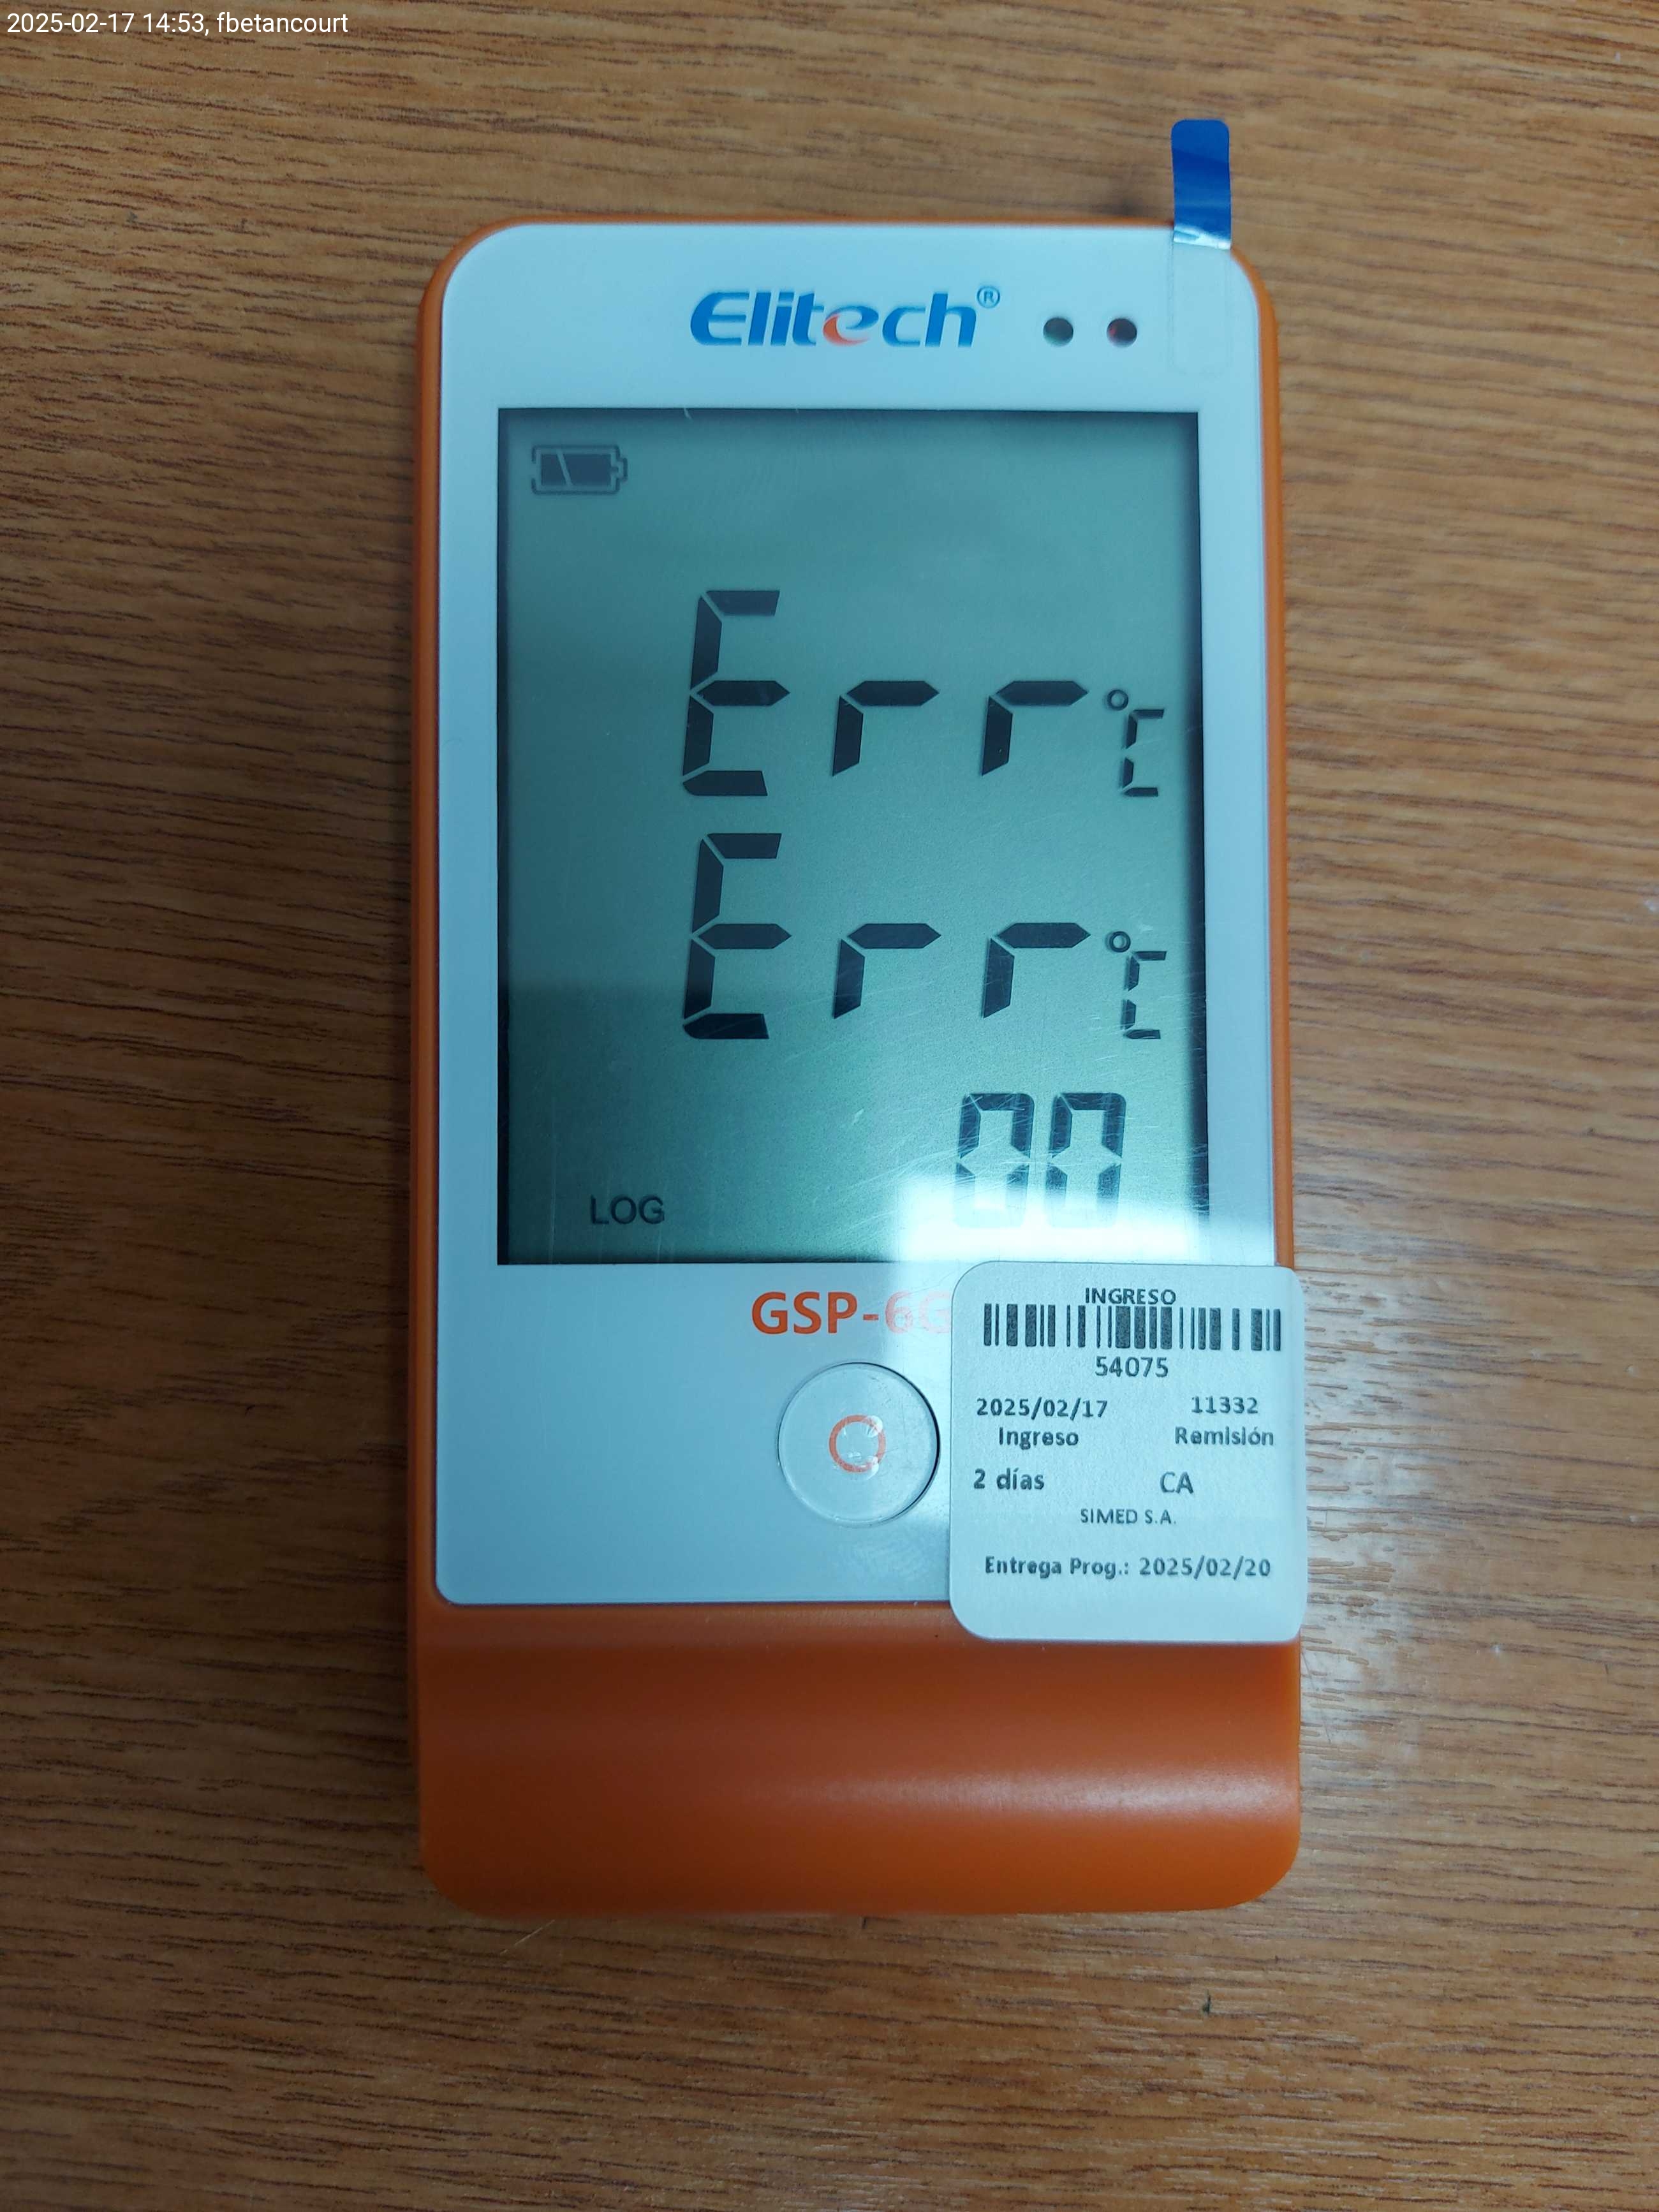 2025-02-17 14:53, fbetancourt
Elitech®
Err°C
Err°C
00
LOG
GSP-6G
INGRESO
54075
2025/02/17 11332
Ingreso Remisión
2 días CA
SIMED S.A.
Entrega Prog.: 2025/02/20